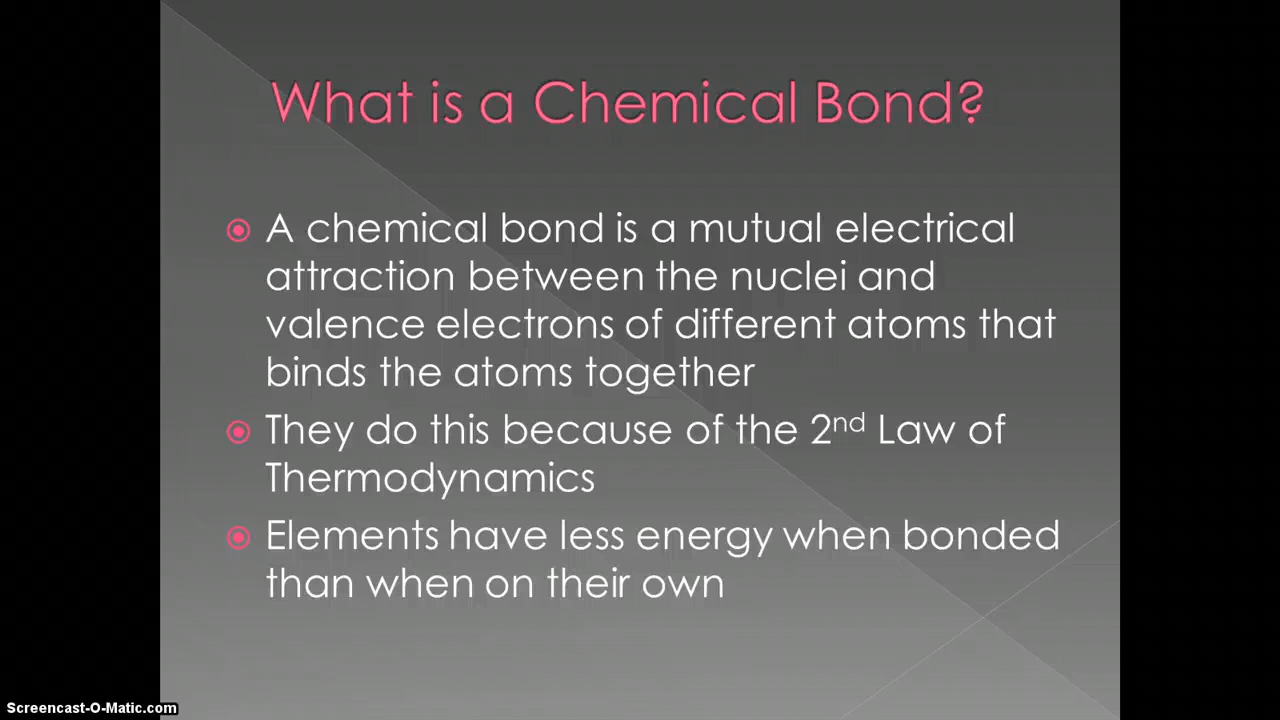 What is a Chemical Bond?
A chemical bond is a mutual electrical
attraction between the nuclei and
valence electrons of different atoms that
binds the atoms together
They do this because of the 2nd Law of
Thermodynamics
Elements have less energy when bonded
than when on their own
Screencast-O-Matic.com